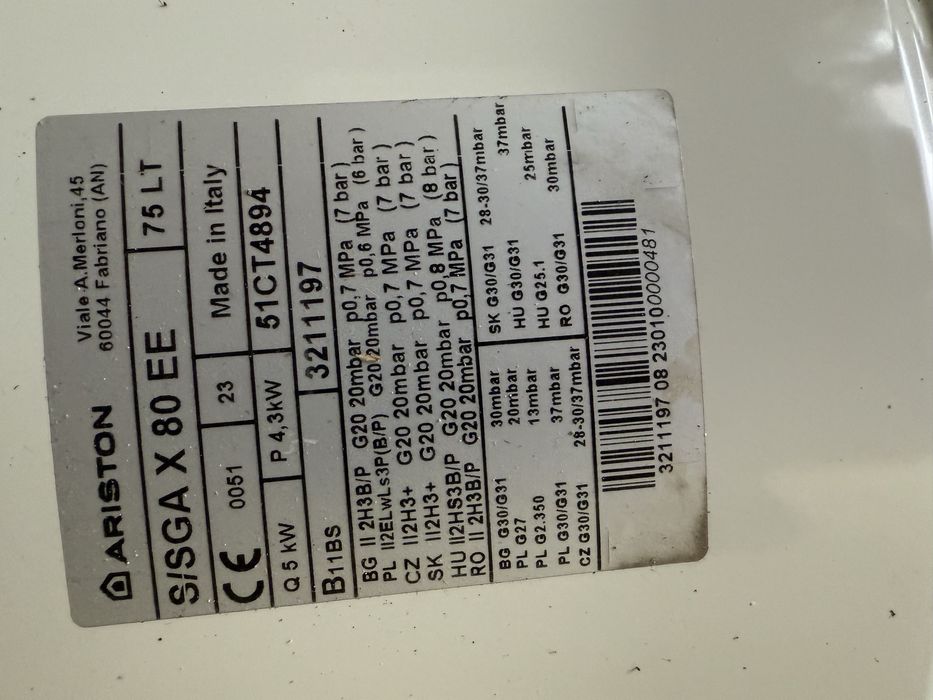 ARISTON
Viale A.Merloni,45
60044 Fabriano (AN)
S/SGA X 80 EE 75 LT
CE 0051 23 Made in Italy
Q 5 kW P 4,3kW 51CT4894
B11BS 3211197
BG II 2H3B/P G20 20mbar p0,7 MPa (7 bar )
PL II2ELwLs3P(B/P) G20/20mbar p0,6 MPa (6 bar )
CZ II2H3+ G20 20mbar p0,7 MPa (7 bar )
SK II2H3+ G20 20mbar p0,7 MPa (7 bar )
HU II2HS3B/P G20 20mbar p0,8 MPa (8 bar )
RO II 2H3B/P G20 20mbar p0,7MPa (7 bar )
BG G30/G31 30mbar SK G30/G31 28-30/37mbar
PL G27 20mbar HU G30/G31 37mbar
PL G2.350 13mbar HU G25.1 25mbar
PL G30/G31 37mbar RO G30/G31 30mbar
CZ G30/G31 28-30/37mbar
3211197 08 230100000481